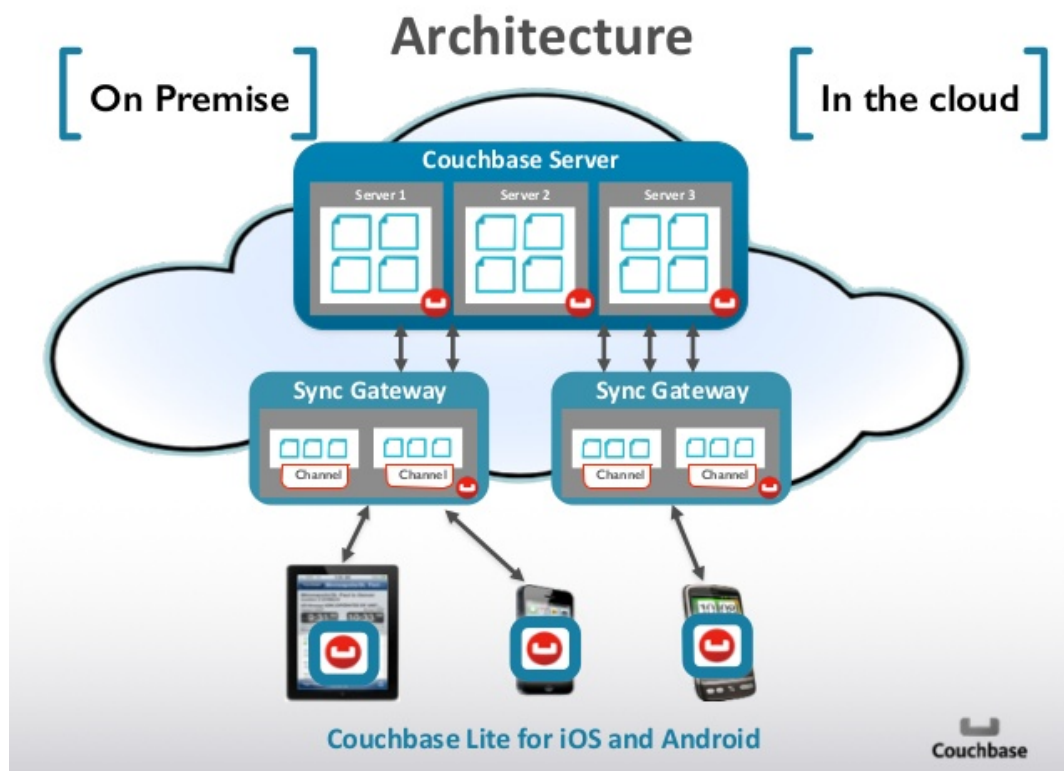 Architecture
On Premise
In the cloud
Couchbase Server
Server 1
Server 2
Server 3
Sync Gateway
Sync Gateway
Channel
Channel
Channel
Channel
Couchbase Lite for iOS and Android
Couchbase